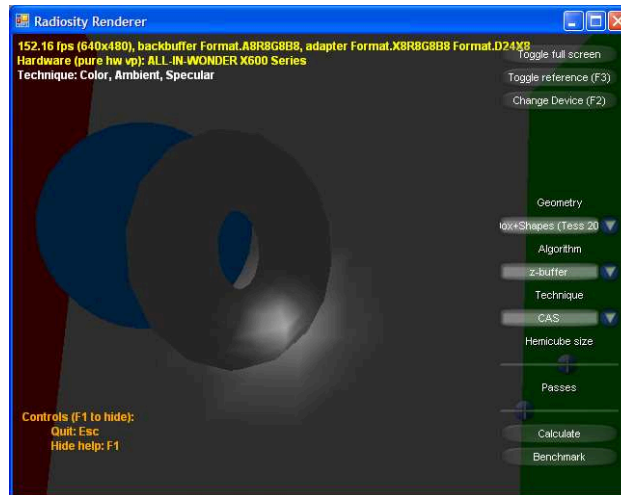 Radiosity Renderer
152.16 fps (640x480), backbuffer Format.A8R8G8B8, adapter Format.X8R8G8B8 Format.D24X8
Hardware (pure hw vp): ALL-IN-WONDER X600 Series
Technique: Color, Ambient, Specular
Toggle full screen
Toggle reference (F3)
Change Device (F2)
Geometry
ox+Shapes (Tess 20
Algorithm
z-buffer
Technique
CAS
Hemicube size
Passes
Calculate
Benchmark
Controls (F1 to hide):
Quit: Esc
Hide help: F1